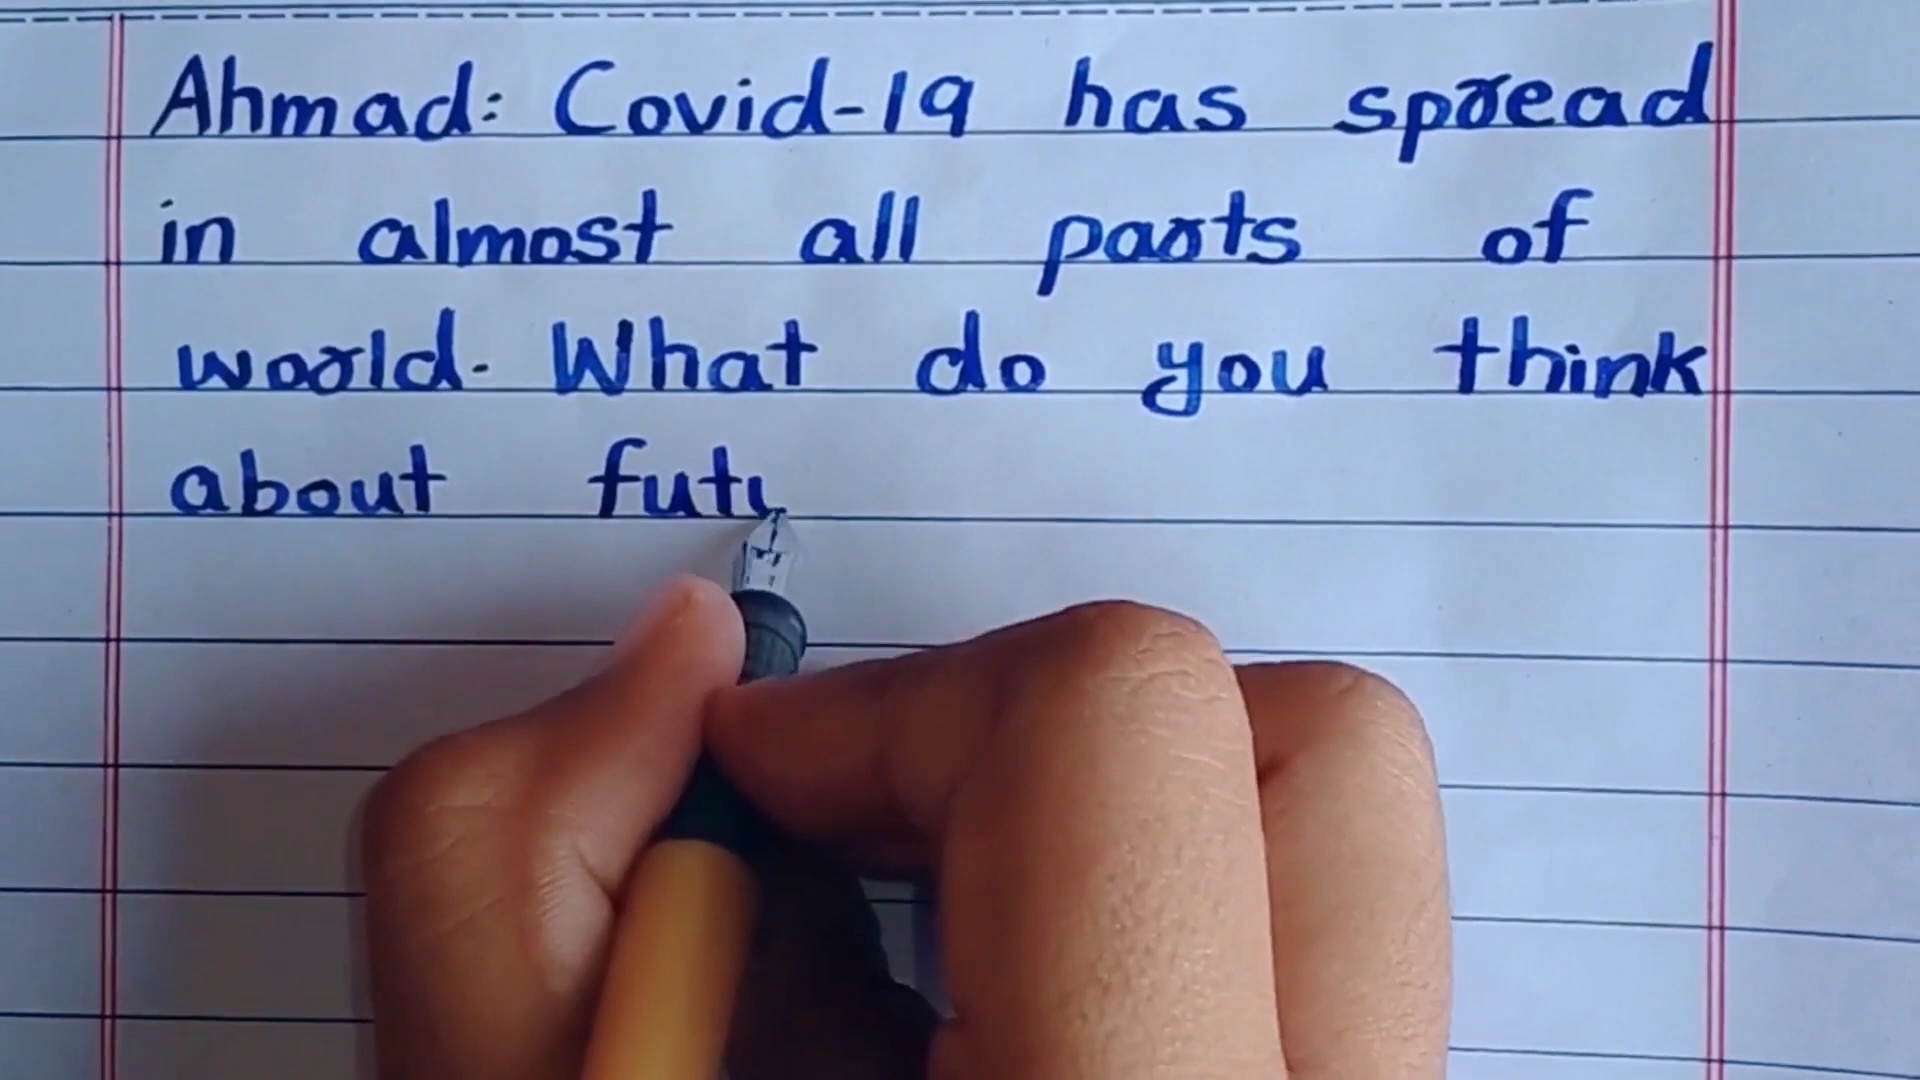 Ahmad: Covid-19 has spread
in almost all parts of
world. What do you think
about futu